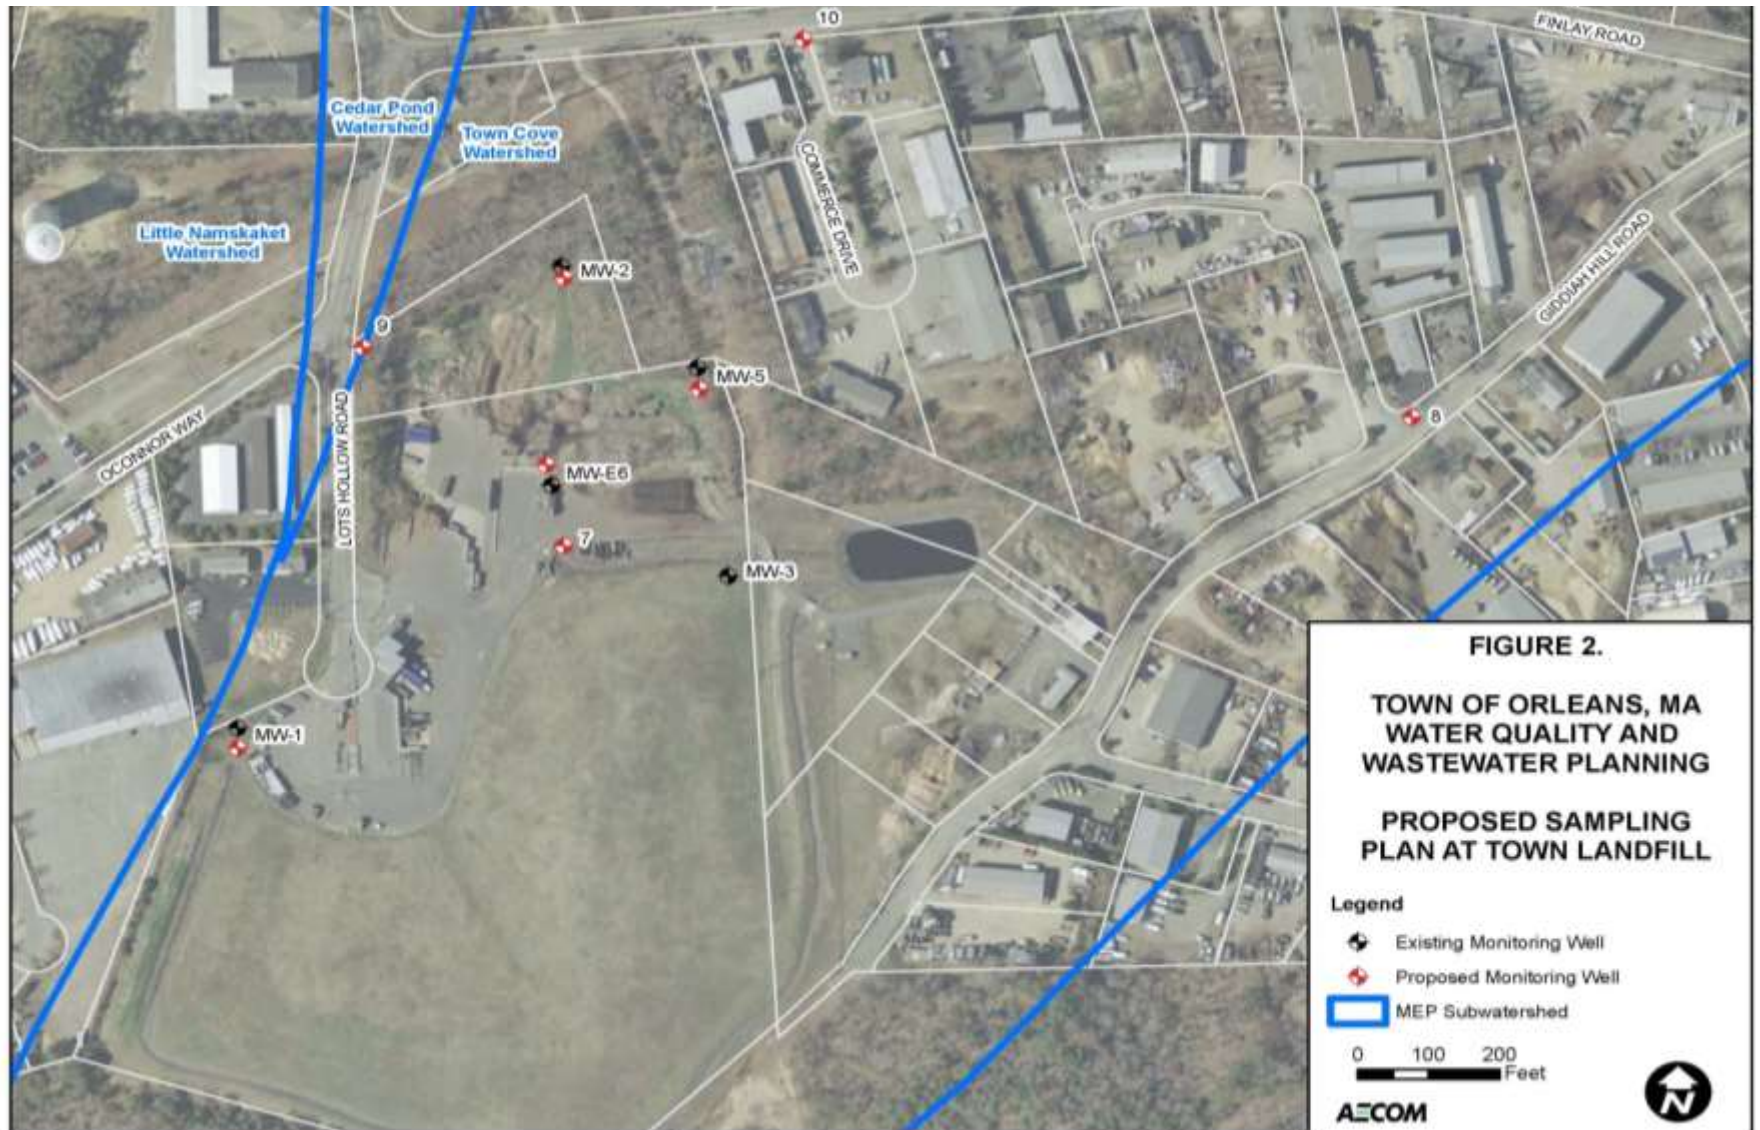 10
FINLAY ROAD
Cedar Pond
Watershed
Town Cove
Watershed
COMMERCE DRIVE
Little Namskaket
Watershed
GIDDIAH HILL ROAD
MW-2
9
MW-5
8
OCONNOR WAY
LOTS HOLLOW ROAD
MW-E6
7
MW-3
MW-1
FIGURE 2.
TOWN OF ORLEANS, MA
WATER QUALITY AND
WASTEWATER PLANNING
PROPOSED SAMPLING
PLAN AT TOWN LANDFILL
Legend
Existing Monitoring Well
Proposed Monitoring Well
MEP Subwatershed
0 100 200
Feet
N
AECOM